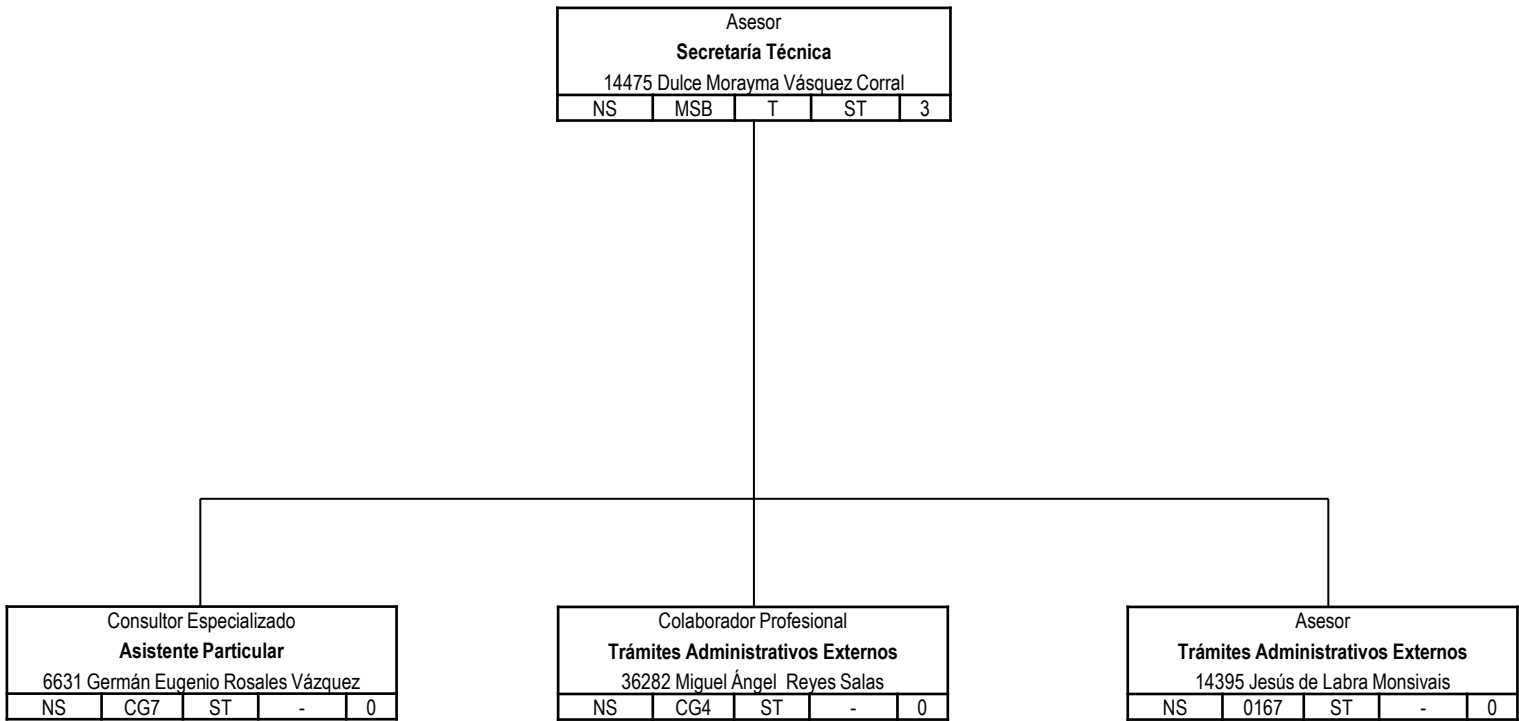 Asesor
Secretaría Técnica
14475 Dulce Morayma Vásquez Corral
NS MSB T ST 3
Consultor Especializado
Asistente Particular
6631 Germán Eugenio Rosales Vázquez
NS CG7 ST - 0
Colaborador Profesional
Trámites Administrativos Externos
36282 Miguel Ángel Reyes Salas
NS CG4 ST - 0
Asesor
Trámites Administrativos Externos
14395 Jesús de Labra Monsivais
NS 0167 ST - 0